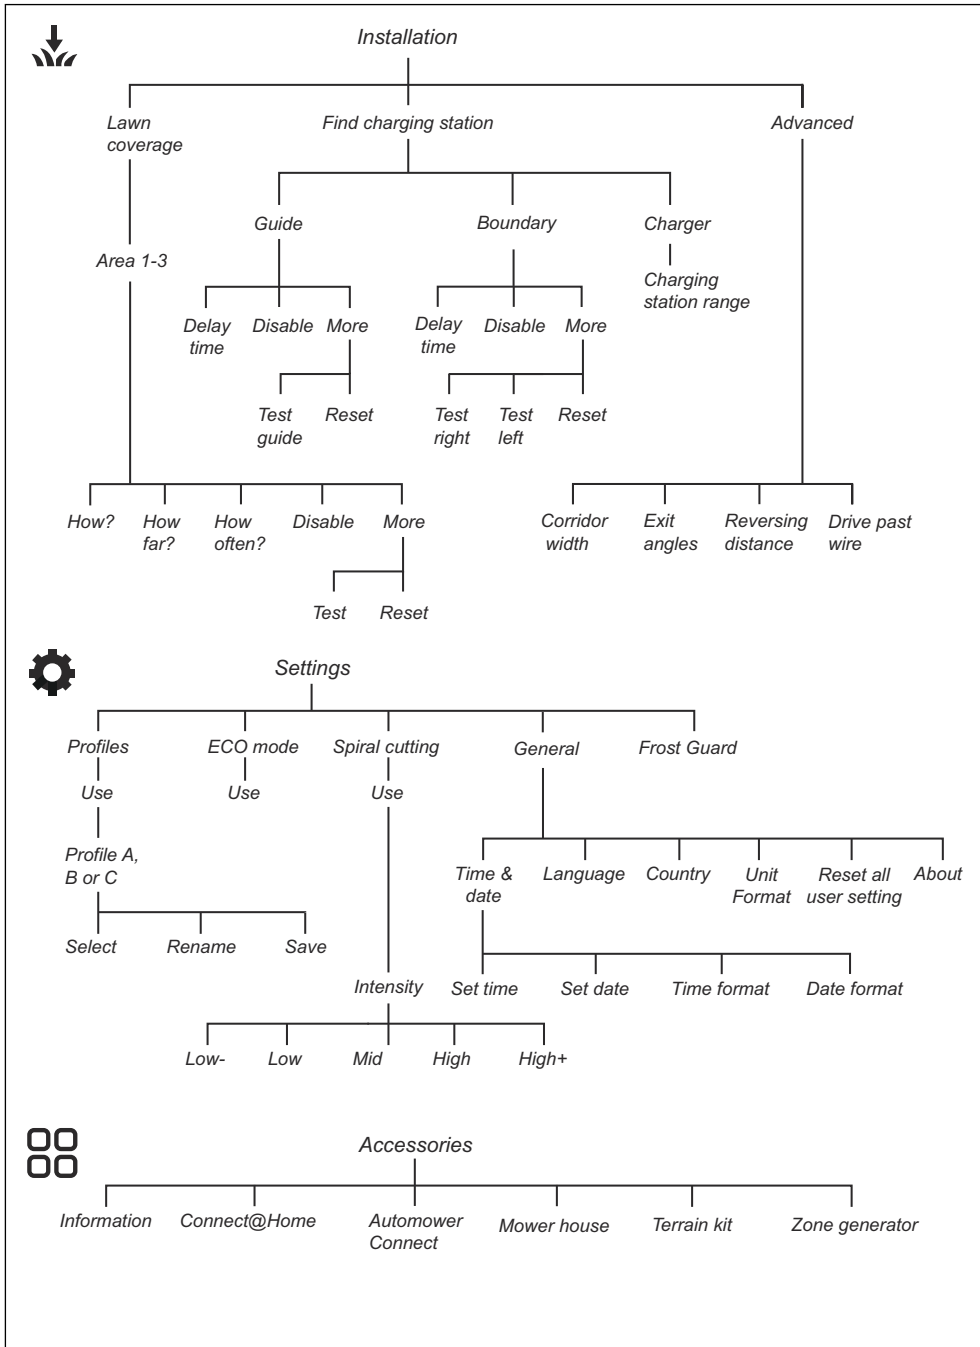 Installation
Lawn
coverage
Find charging station
Advanced
Guide
Boundary
Charger
Area 1-3
Charging
station range
Delay
time
Disable
More
Delay
time
Disable
More
Test
guide
Reset
Test
right
Test
left
Reset
How?
How
far?
How
often?
Disable
More
Corridor
width
Exit
angles
Reversing
distance
Drive past
wire
Test
Reset
Settings
Profiles
ECO mode
Spiral cutting
General
Frost Guard
Use
Use
Use
Profile A,
B or C
Time &
date
Language
Country
Unit
Format
Reset all
user setting
About
Select
Rename
Save
Intensity
Set time
Set date
Time format
Date format
Low-
Low
Mid
High
High+
Accessories
Information
Connect@Home
Automower
Connect
Mower house
Terrain kit
Zone generator